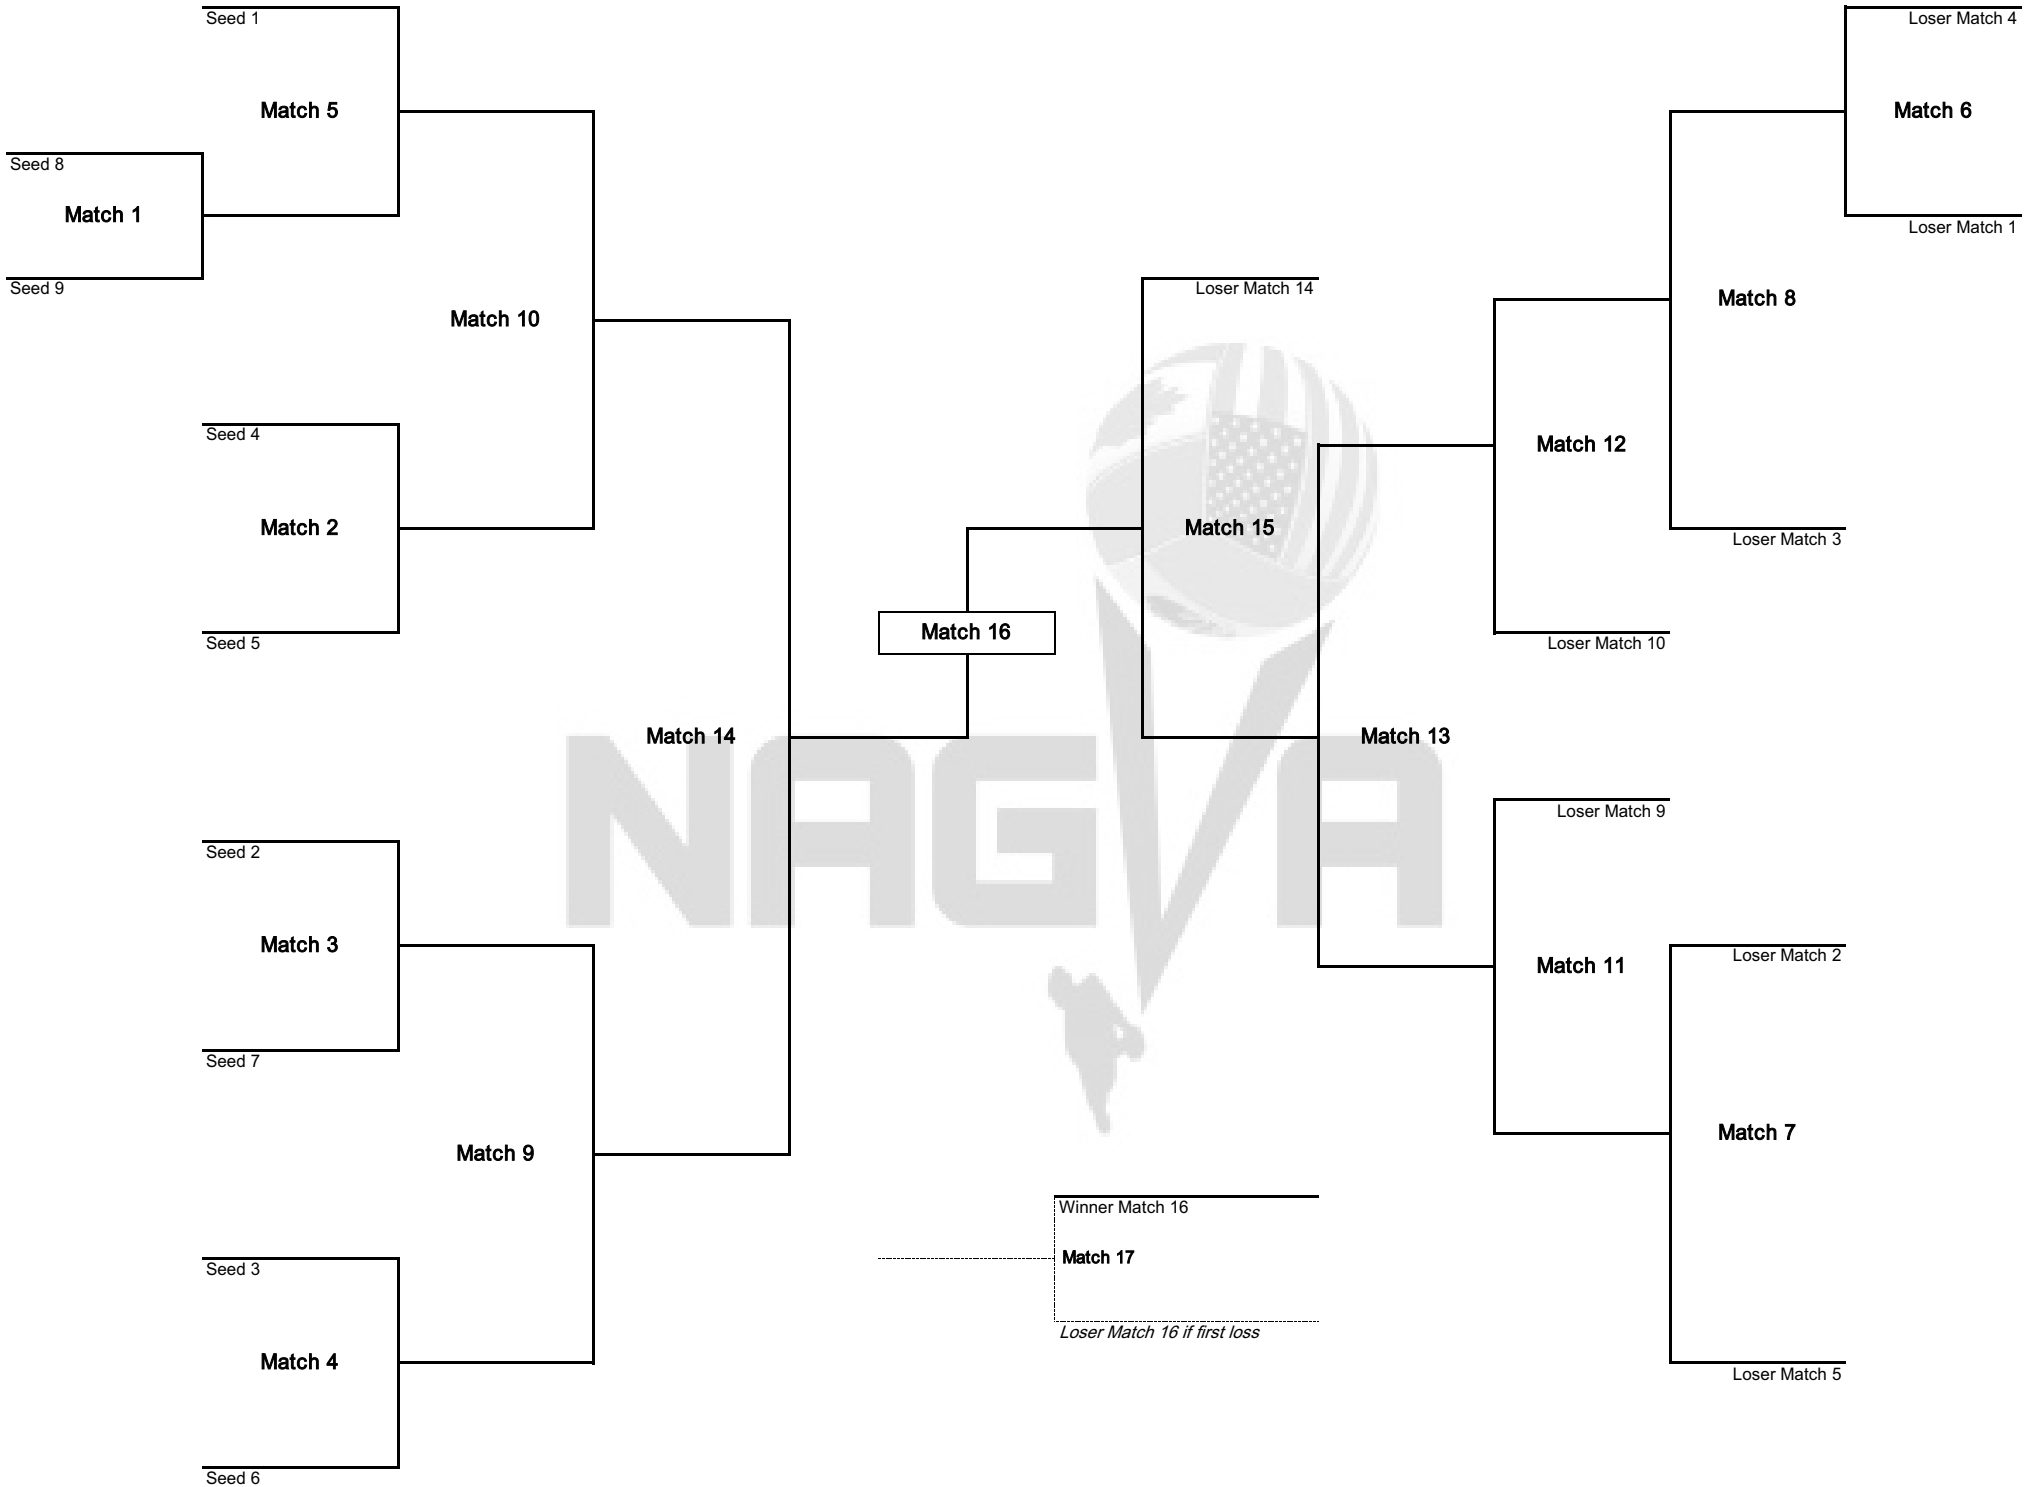 Seed 1
Loser Match 4
Match 5
Match 6
Seed 8
Match 1
Loser Match 1
Seed 9
Loser Match 14
Match 10
Match 8
Seed 4
Match 12
Match 2
Match 15
Loser Match 3
Match 16
Seed 5
Loser Match 10
Match 14
Match 13
NAGVA
Loser Match 9
Seed 2
Match 3
Loser Match 2
Match 11
Seed 7
Match 7
Match 9
Winner Match 16
Match 17
Seed 3
Loser Match 16 if first loss
Match 4
Loser Match 5
Seed 6